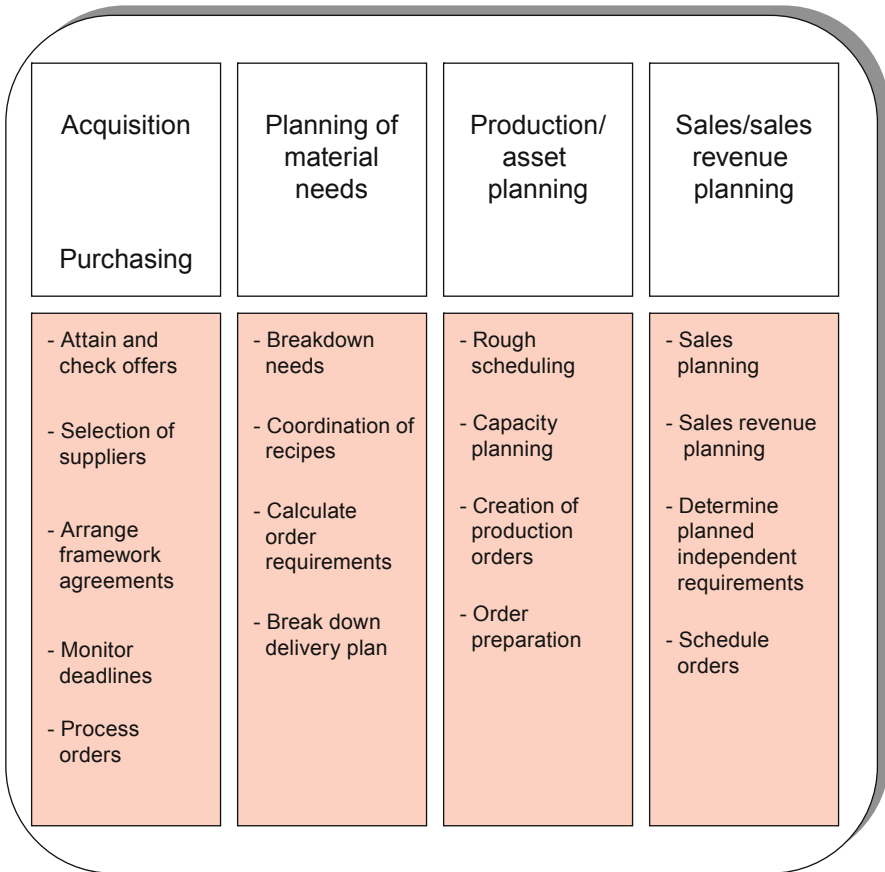 Acquisition
Purchasing
Planning of
material
needs
Production/
asset
planning
Sales/sales
revenue
planning
- Attain and
check offers
- Selection of
suppliers
- Arrange
framework
agreements
- Monitor
deadlines
- Process
orders
- Breakdown
needs
- Coordination of
recipes
- Calculate
order
requirements
- Break down
delivery plan
- Rough
scheduling
- Capacity
planning
- Creation of
production
orders
- Order
preparation
- Sales
planning
- Sales revenue
planning
- Determine
planned
independent
requirements
- Schedule
orders